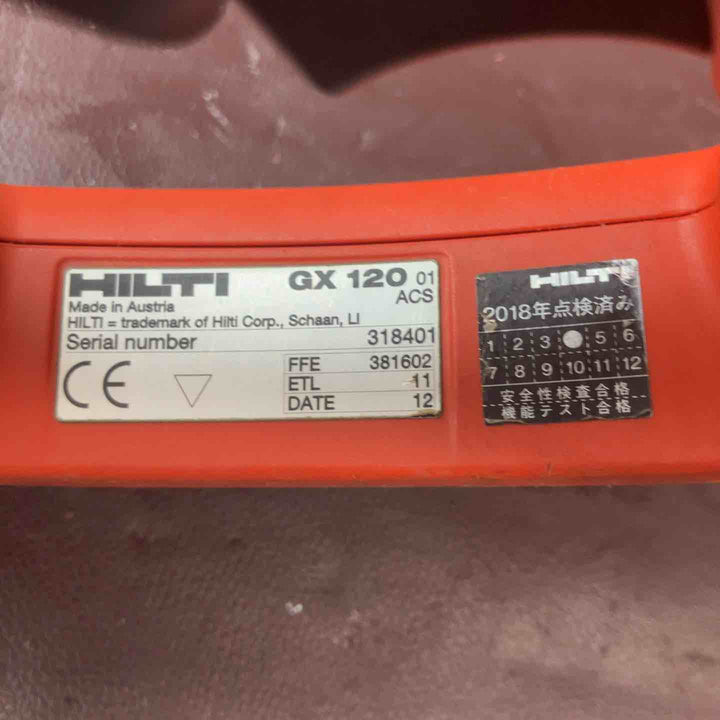 HILTI GX 120 01
ACS
Made in Austria
HILTI = trademark of Hilti Corp., Schaan, LI
Serial number 318401
CE
FFE 381602
ETL 11
DATE 12
HILTI
2018年点検済み
1 2 3 5 6
7 8 9 10 11 12
安全性検査合格
機能テスト合格